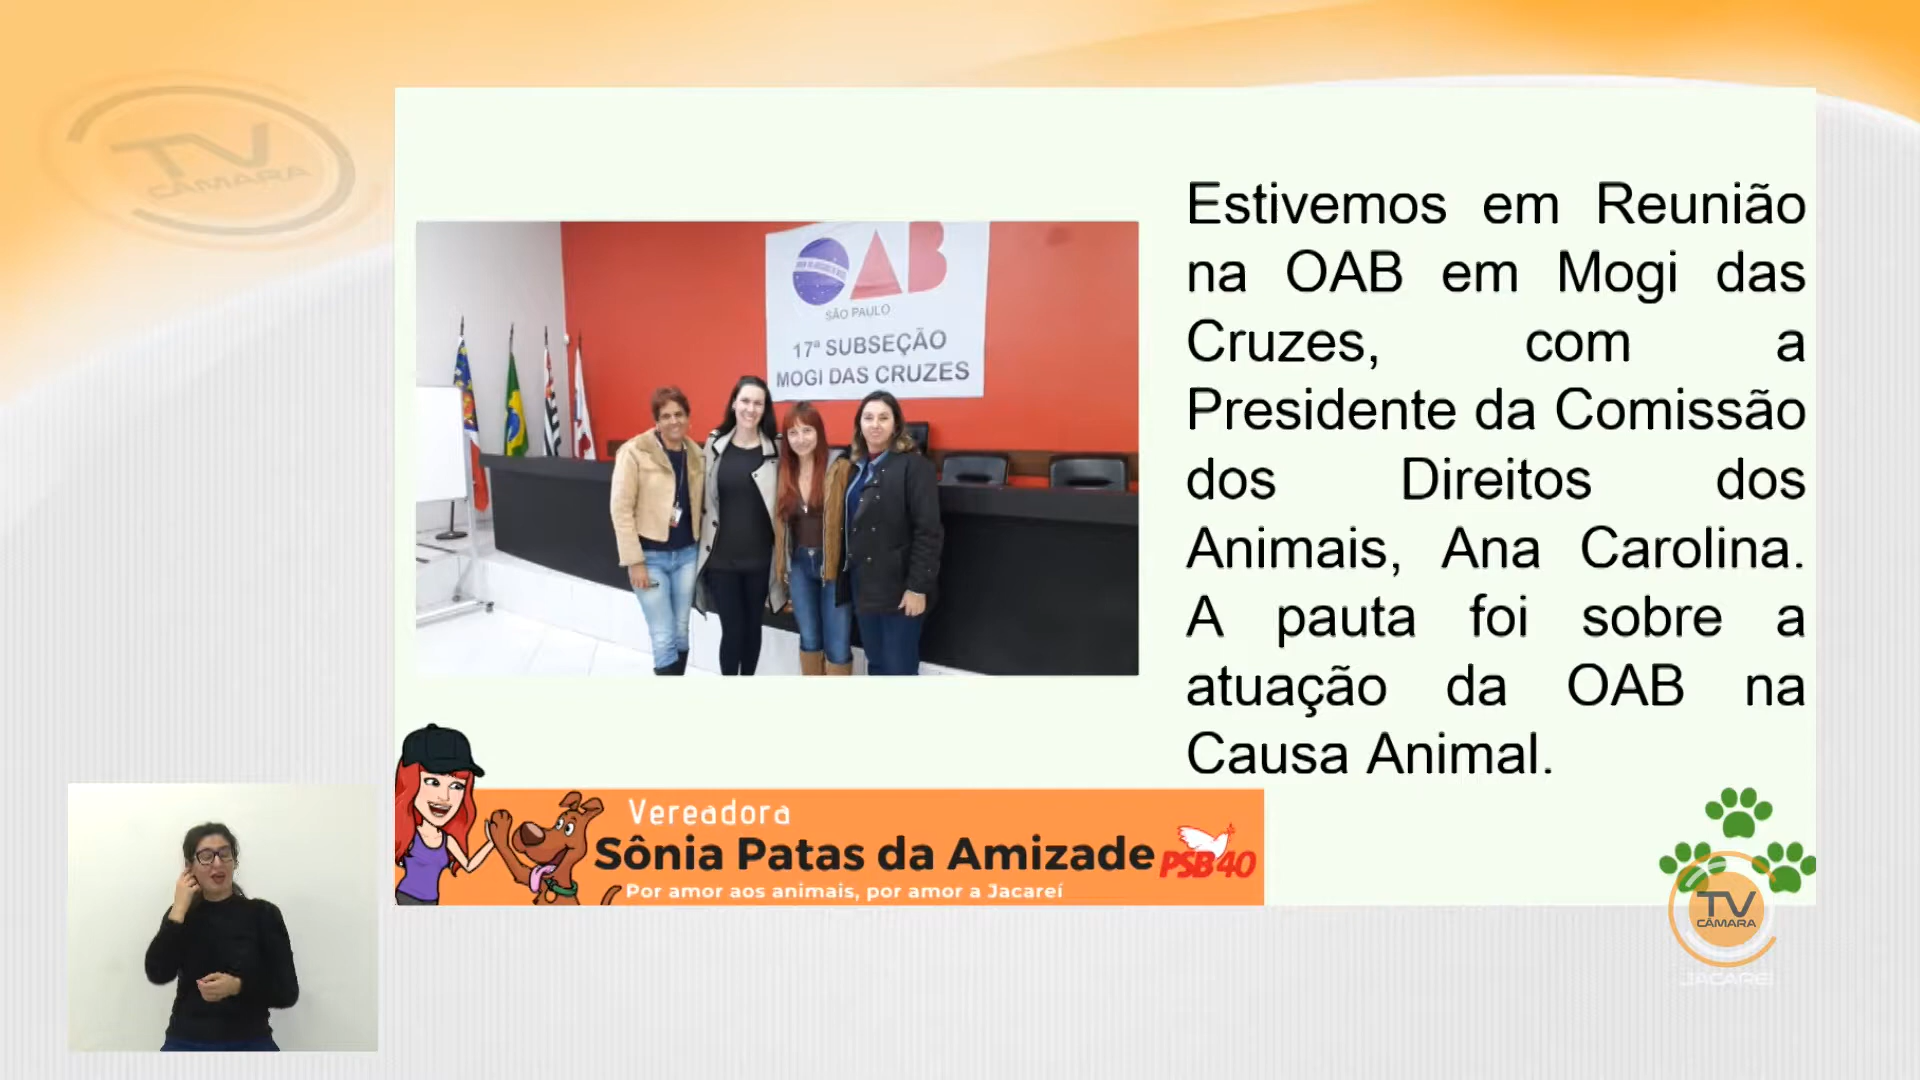 TV
CÂMARA
OAB
SÃO PAULO
17ª SUBSEÇÃO
MOGI DAS CRUZES
Estivemos em Reunião
na OAB em Mogi das
Cruzes, com a
Presidente da Comissão
dos Direitos dos
Animais, Ana Carolina.
A pauta foi sobre a
atuação da OAB na
Causa Animal.
Vereadora
Sônia Patas da Amizade
PSB 40
Por amor aos animais, por amor a Jacareí
TV
CÂMARA
JACAREÍ